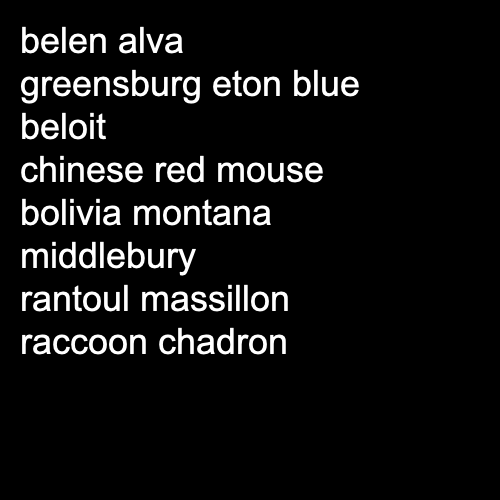 belen alva
greensburg eton blue
beloit
chinese red mouse
bolivia montana
middlebury
rantoul massillon
raccoon chadron